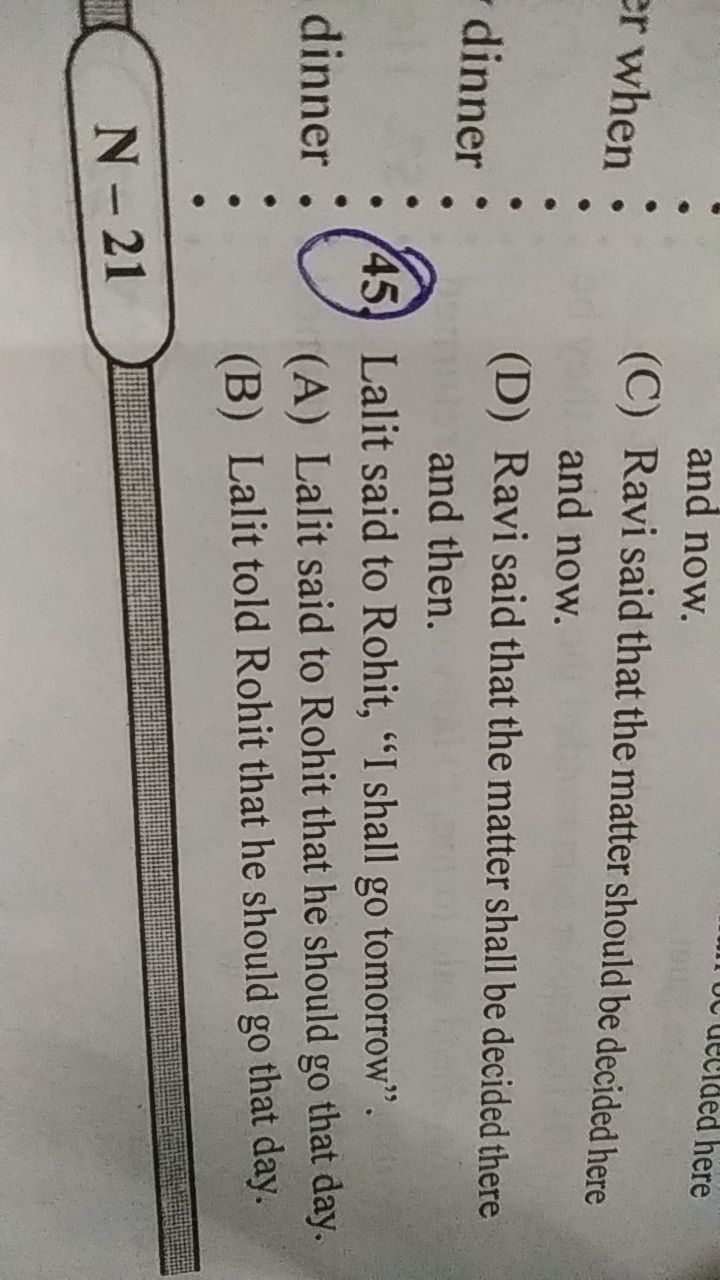 er when
dinner
dinner
decided here
and now.
(C) Ravi said that the matter should be decided here
and now.
(D) Ravi said that the matter shall be decided there
and then.
45. Lalit said to Rohit, “I shall go tomorrow”.
(A) Lalit said to Rohit that he should go that day.
(B) Lalit told Rohit that he should go that day.
N – 21